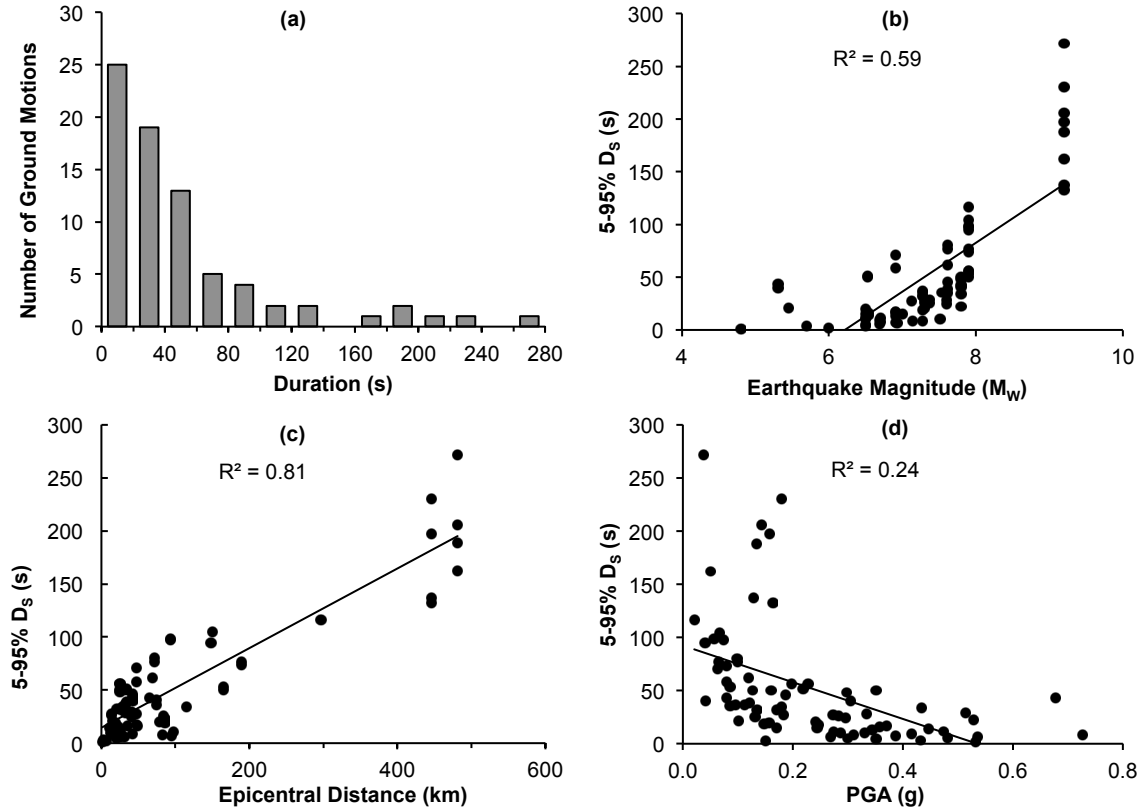 (a)
30
25
20
15
10
5
0
Number of Ground Motions
0 40 80 120 160 200 240 280
Duration (s)
(b)
R² = 0.59
300
250
200
150
100
50
0
5-95% DS (s)
4 6 8 10
Earthquake Magnitude (MW)
(c)
R² = 0.81
300
250
200
150
100
50
0
5-95% DS (s)
0 200 400 600
Epicentral Distance (km)
(d)
R² = 0.24
300
250
200
150
100
50
0
5-95% DS (s)
0.0 0.2 0.4 0.6 0.8
PGA (g)